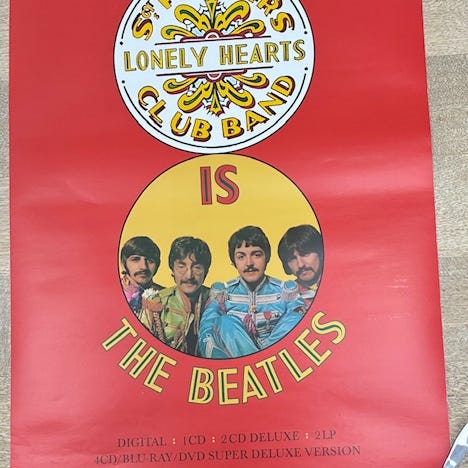 LONELY HEARTS
CLUB BAND
IS
THE BEATLES
DIGITAL : 1CD : 2CD DELUXE : 2LP
4CD/BLU-RAY/DVD SUPER DELUXE VERSION